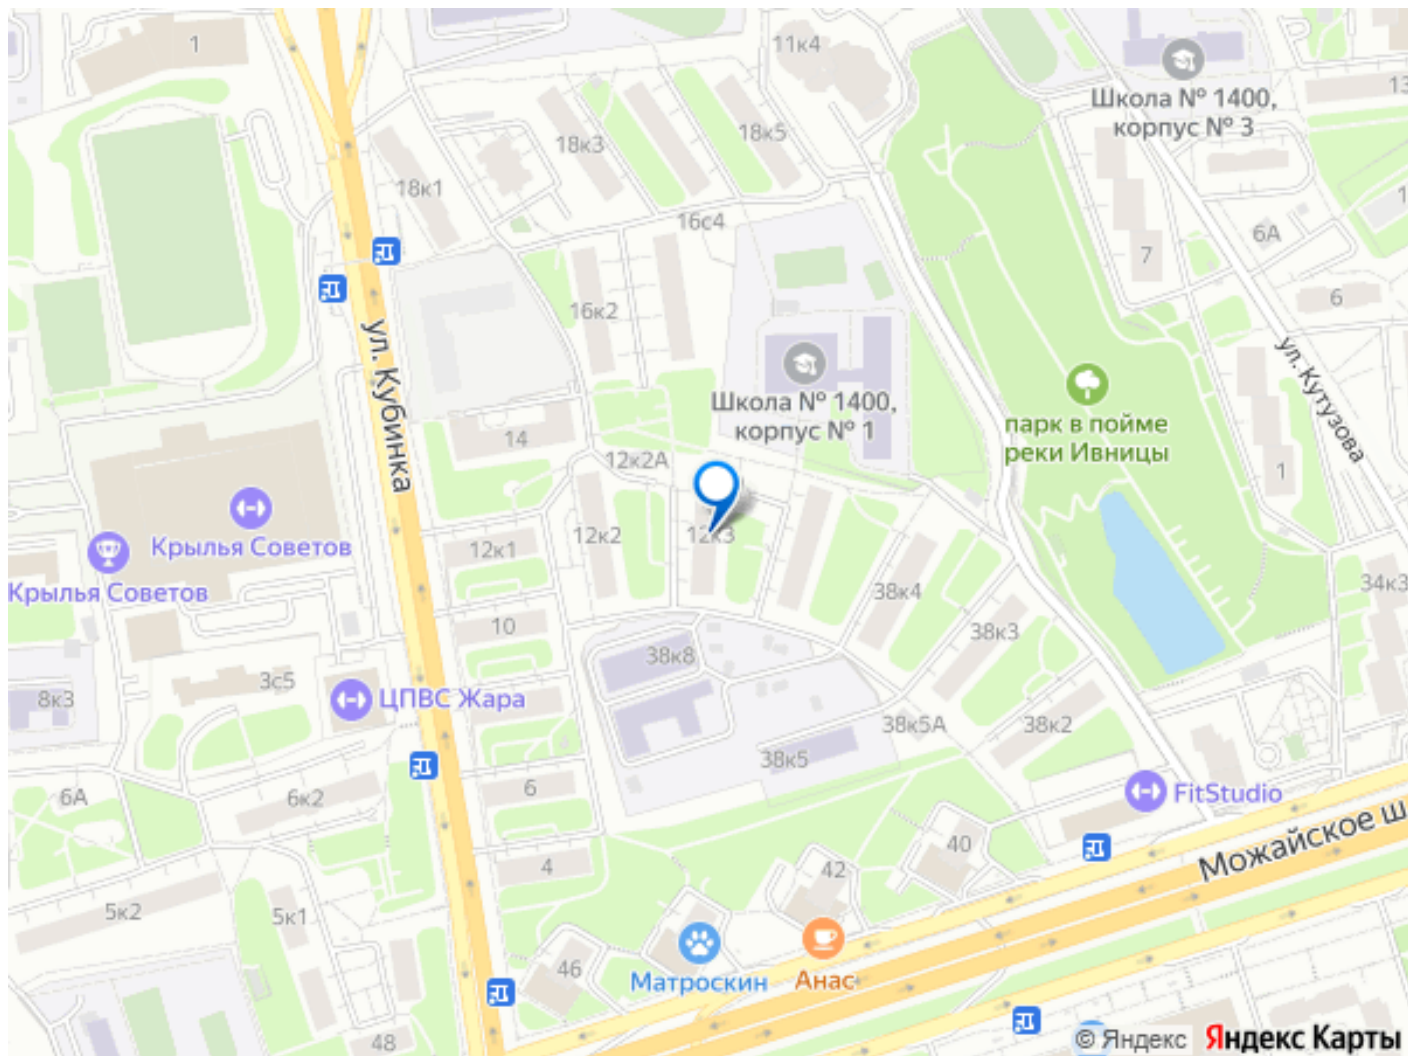 1
11к4
Школа № 1400,
корпус № 3
13
18к3
18к5
18к1
16с4
6А
7
6
16к2
ул. Кубинка
ул. Кутузова
Школа № 1400,
корпус № 1
парк в пойме
реки Ивницы
14
12к2А
1
12к1
12к2
12к3
Крылья Советов
Крылья Советов
38к4
34к3
10
38к3
38к8
3с5
8к3
ЦПВС Жара
38к5А
38к2
38к5
6
6А
6к2
FitStudio
Можайское ш
40
4
42
5к2
5к1
46
Матроскин
Анас
48
© Яндекс Яндекс Карты